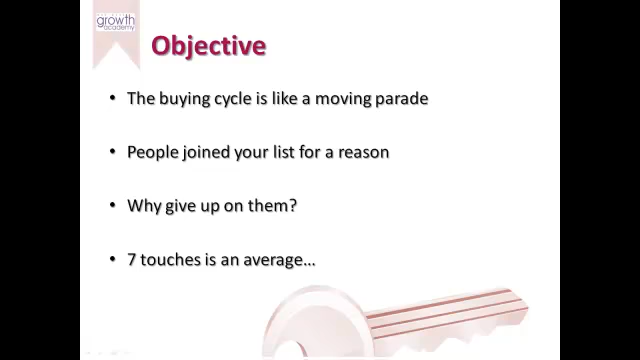 growth
academy
Objective
• The buying cycle is like a moving parade
• People joined your list for a reason
• Why give up on them?
• 7 touches is an average...